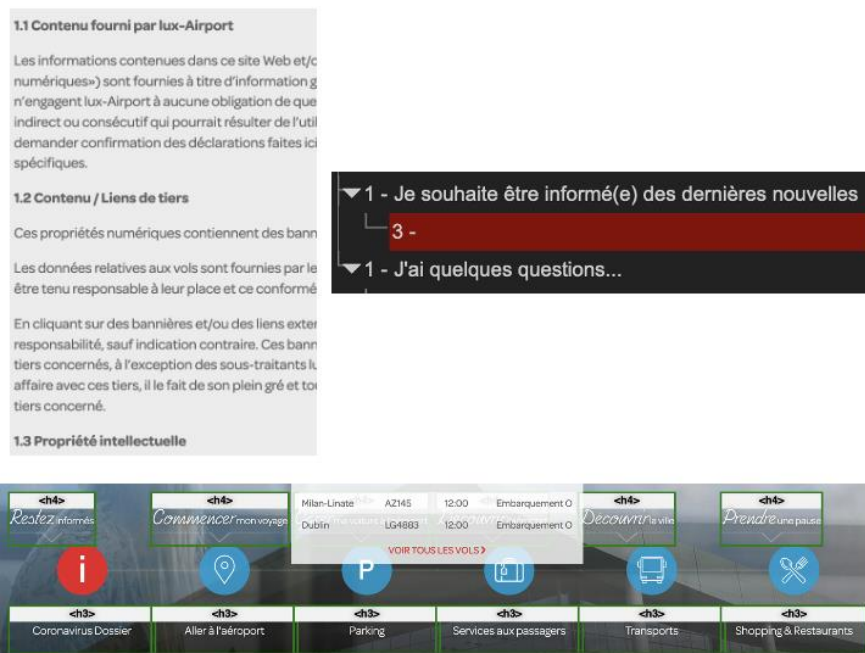 1.1 Contenu fourni par lux-Airport
Les informations contenues dans ce site Web et/o
numériques») sont fournies à titre d'information g
n'engagent lux-Airport à aucune obligation de que
indirect ou consécutif qui pourrait résulter de l'util
demander confirmation des déclarations faites ici
spécifiques.
1.2 Contenu / Liens de tiers
Ces propriétés numériques contiennent des bann
Les données relatives aux vols sont fournies par le
être tenu responsable à leur place et ce conformé
En cliquant sur des bannières et/ou des liens exter
responsabilité, sauf indication contraire. Ces bann
tiers concernés, à l'exception des sous-traitants lu
affaire avec ces tiers, il le fait de son plein gré et tou
tiers concerné.
1.3 Propriété intellectuelle
1 - Je souhaite être informé(e) des dernières nouvelles
3 -
1 - J'ai quelques questions...
<h4> <h4> <h4> <h4>
Restez informés Commencer mon voyage Découvrir la ville Prendre une pause
Milan-Linate AZ145 12:00 Embarquement O
Dublin LG4883 12:00 Embarquement O
VOIR TOUS LES VOLS
i P
<h3> <h3> <h3> <h3> <h3> <h3>
Coronavirus Dossier Aller à l'aéroport Parking Services aux passagers Transports Shopping & Restaurants